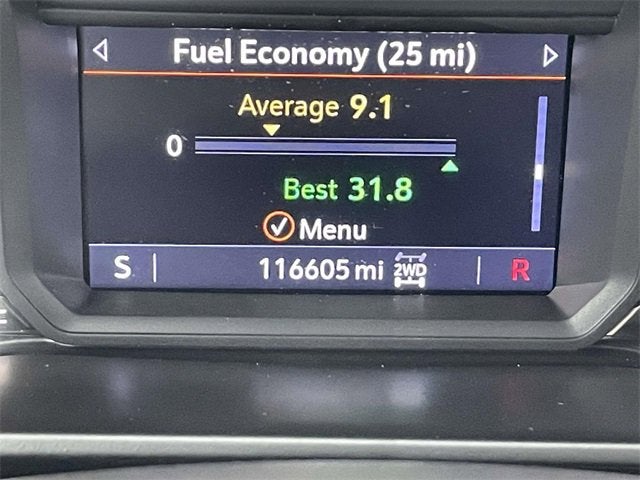 Fuel Economy (25 mi)
Average 9.1
0
Best 31.8
Menu
S 116605 mi 2WD R